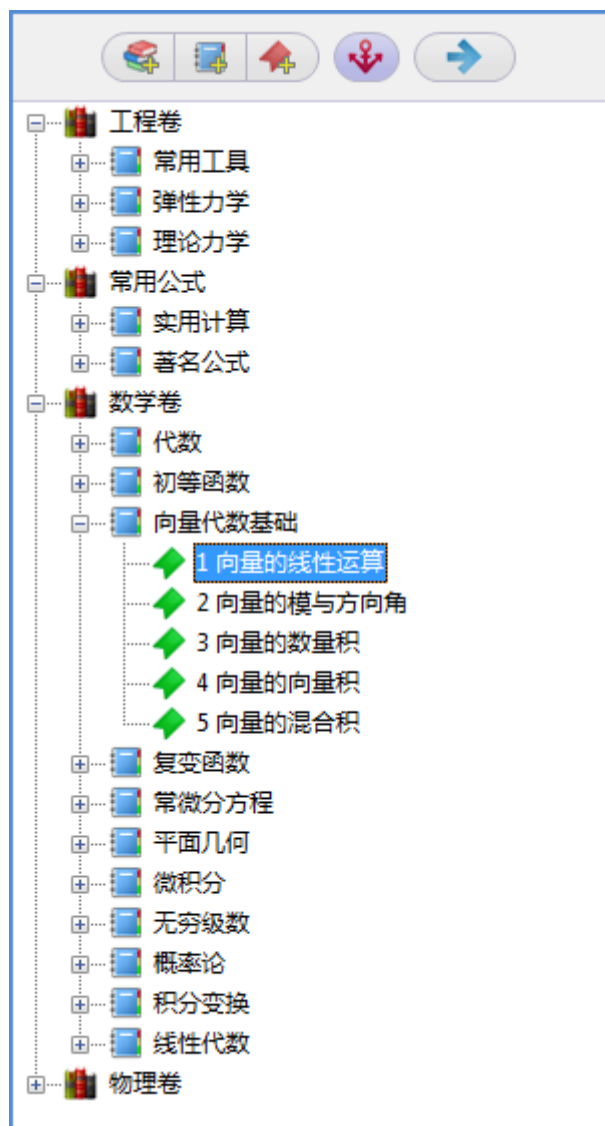 工程卷
常用工具
弹性力学
理论力学
常用公式
实用计算
著名公式
数学卷
代数
初等函数
向量代数基础
1 向量的线性运算
2 向量的模与方向角
3 向量的数量积
4 向量的向量积
5 向量的混合积
复变函数
常微分方程
平面几何
微积分
无穷级数
概率论
积分变换
线性代数
物理卷